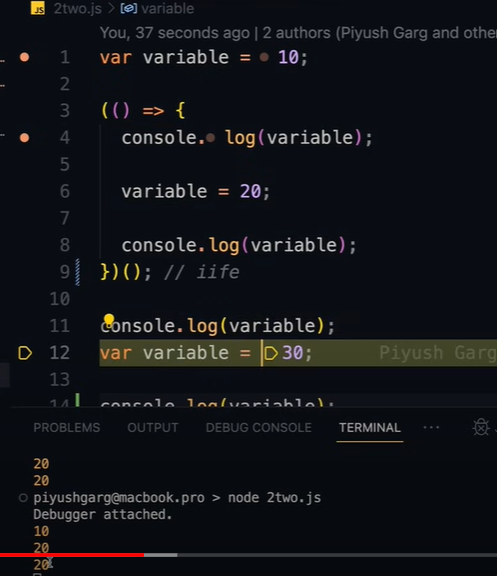 JS 2two.js > variable
You, 37 seconds ago | 2 authors (Piyush Garg and othe
1 var variable = 10;
2
3 (() => {
4 console.log(variable);
5
6 variable = 20;
7
8 console.log(variable);
9 })(); // iife
10
11 console.log(variable);
12 var variable = 30; Piyush Garg
13
14 console.log(variable);
PROBLEMS OUTPUT DEBUG CONSOLE TERMINAL ...
20
20
piyushgarg@macbook.pro > node 2two.js
Debugger attached.
10
20
20